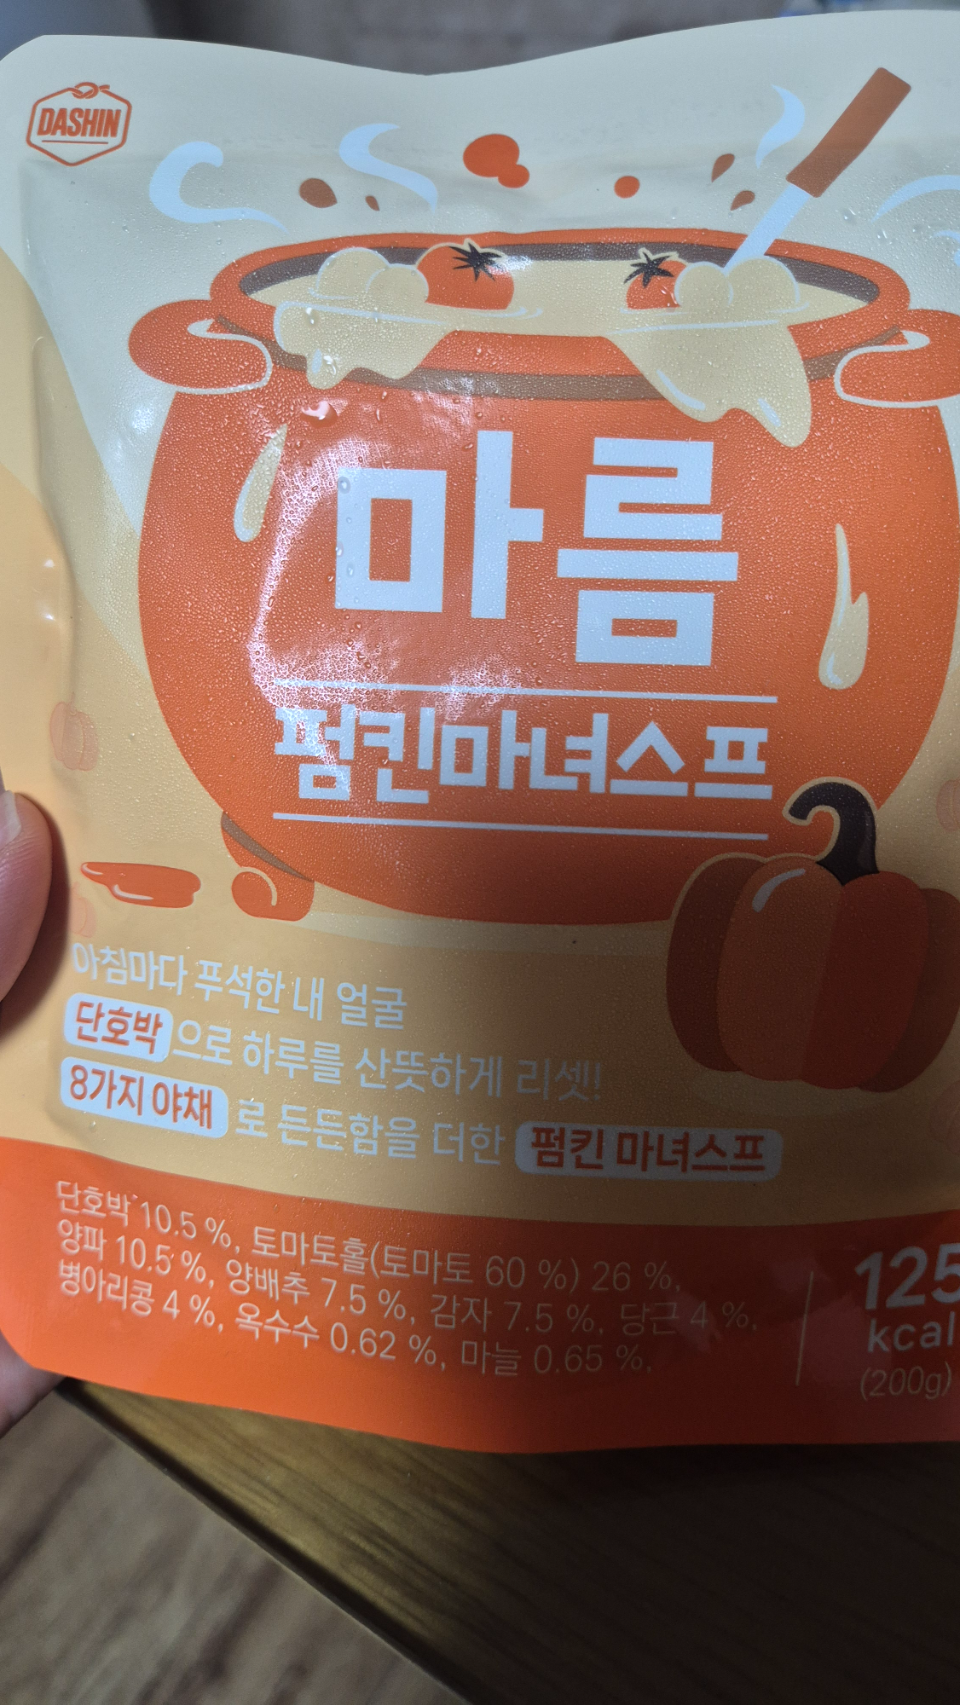 DASHIN
마름
펌킨마녀스프
아침마다 푸석한 내 얼굴
단호박으로 하루를 산뜻하게 리셋!
8가지 야채로 든든함을 더한 펌킨 마녀스프
단호박 10.5 %, 토마토홀(토마토 60 %) 26 %,
양파 10.5 %, 양배추 7.5 %, 감자 7.5 %, 당근 4 %,
병아리콩 4 %, 옥수수 0.62 %, 마늘 0.65 %,
125
kcal
(200g)